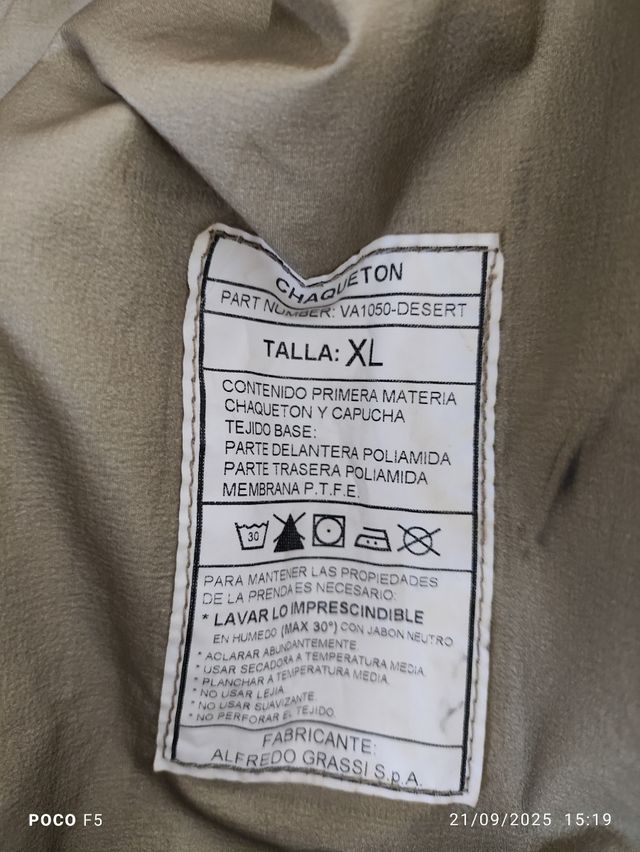 CHAQUETON
PART NUMBER: VA1050-DESERT
TALLA: XL
CONTENIDO PRIMERA MATERIA
CHAQUETON Y CAPUCHA
TEJIDO BASE:
PARTE DELANTERA POLIAMIDA
PARTE TRASERA POLIAMIDA
MEMBRANA P.T.F.E.
30
PARA MANTENER LAS PROPIEDADES
DE LA PRENDA ES NECESARIO:
* LAVAR LO IMPRESCINDIBLE
EN HUMEDO (MAX 30°) CON JABON NEUTRO
* ACLARAR ABUNDANTEMENTE.
* USAR SECADORA A TEMPERATURA MEDIA.
* PLANCHAR A TEMPERATURA MEDIA.
* NO USAR LEJIA.
* NO USAR SUAVIZANTE.
* NO PERFORAR EL TEJIDO.
FABRICANTE:
ALFREDO GRASSI S.p.A.
POCO F5
21/09/2025 15:19